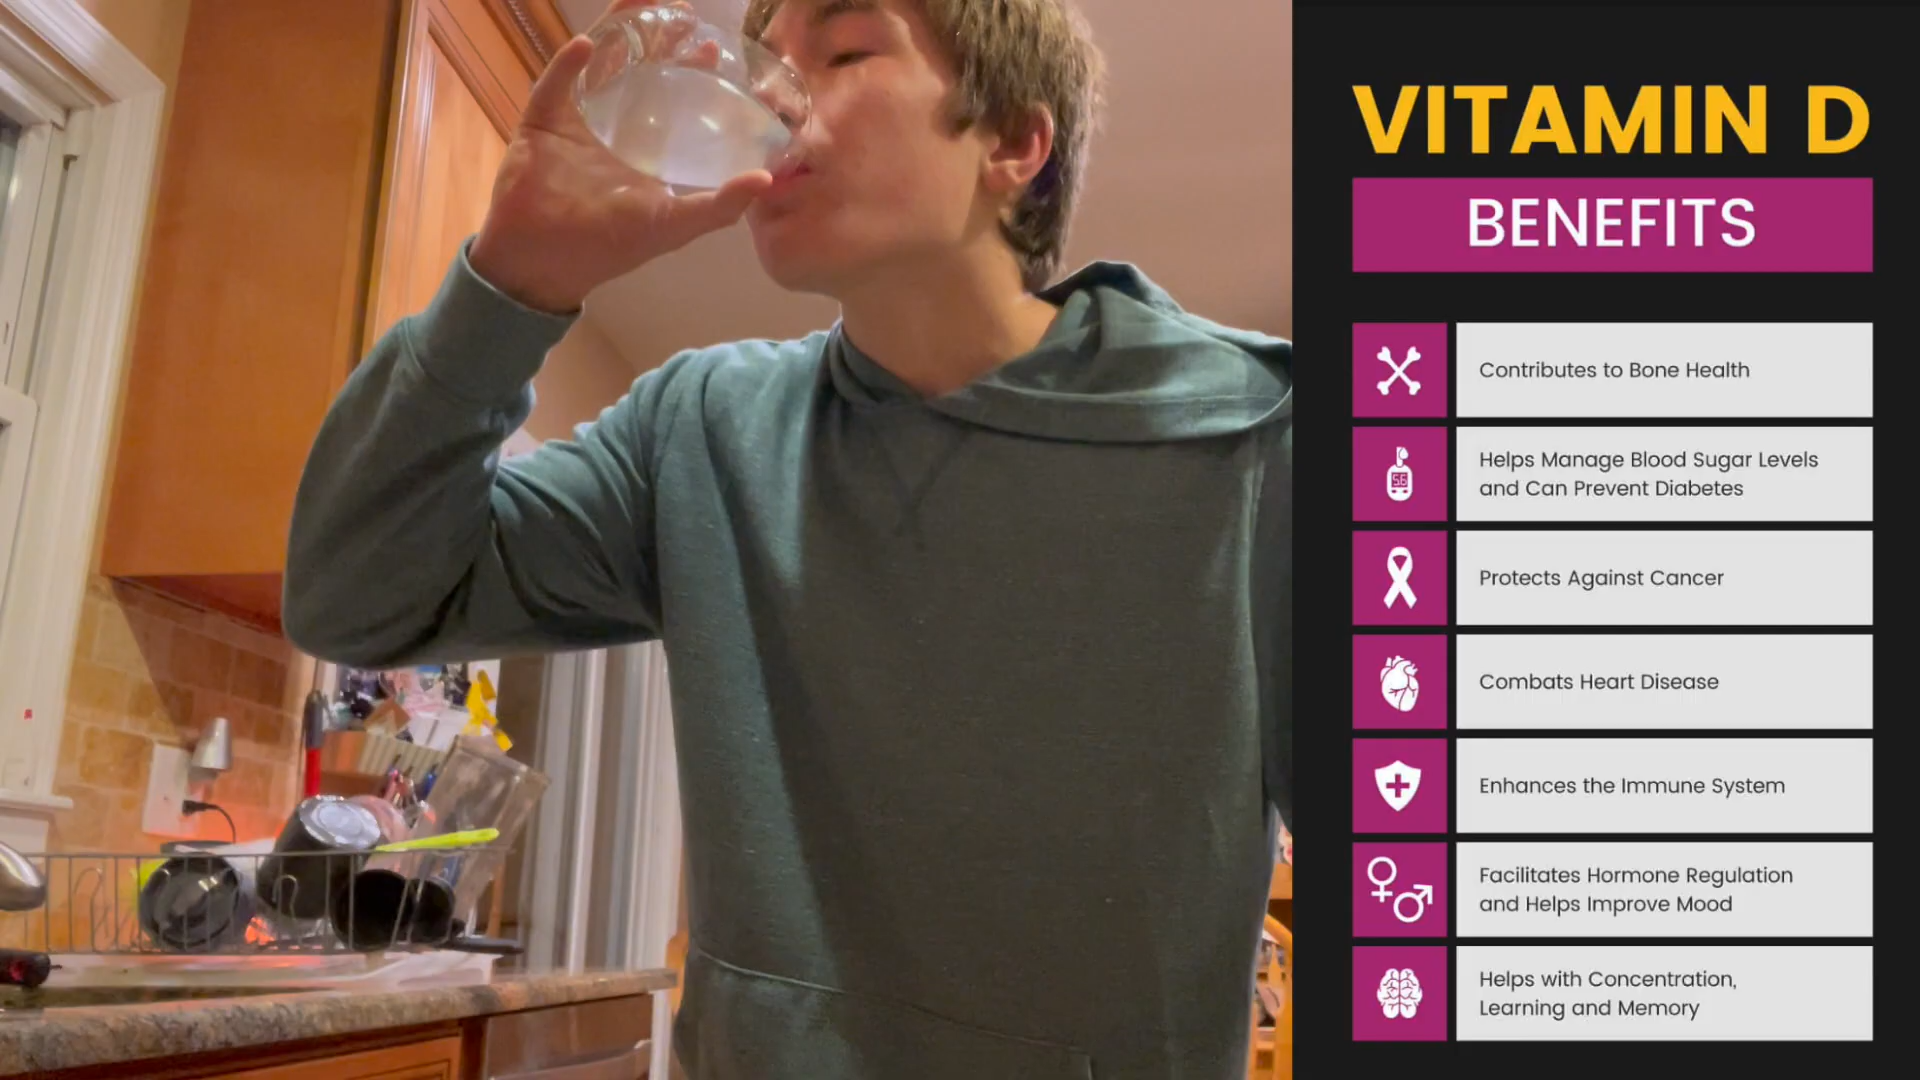 VITAMIN D
BENEFITS
Contributes to Bone Health
Helps Manage Blood Sugar Levels
and Can Prevent Diabetes
Protects Against Cancer
Combats Heart Disease
Enhances the Immune System
Facilitates Hormone Regulation
and Helps Improve Mood
Helps with Concentration,
Learning and Memory